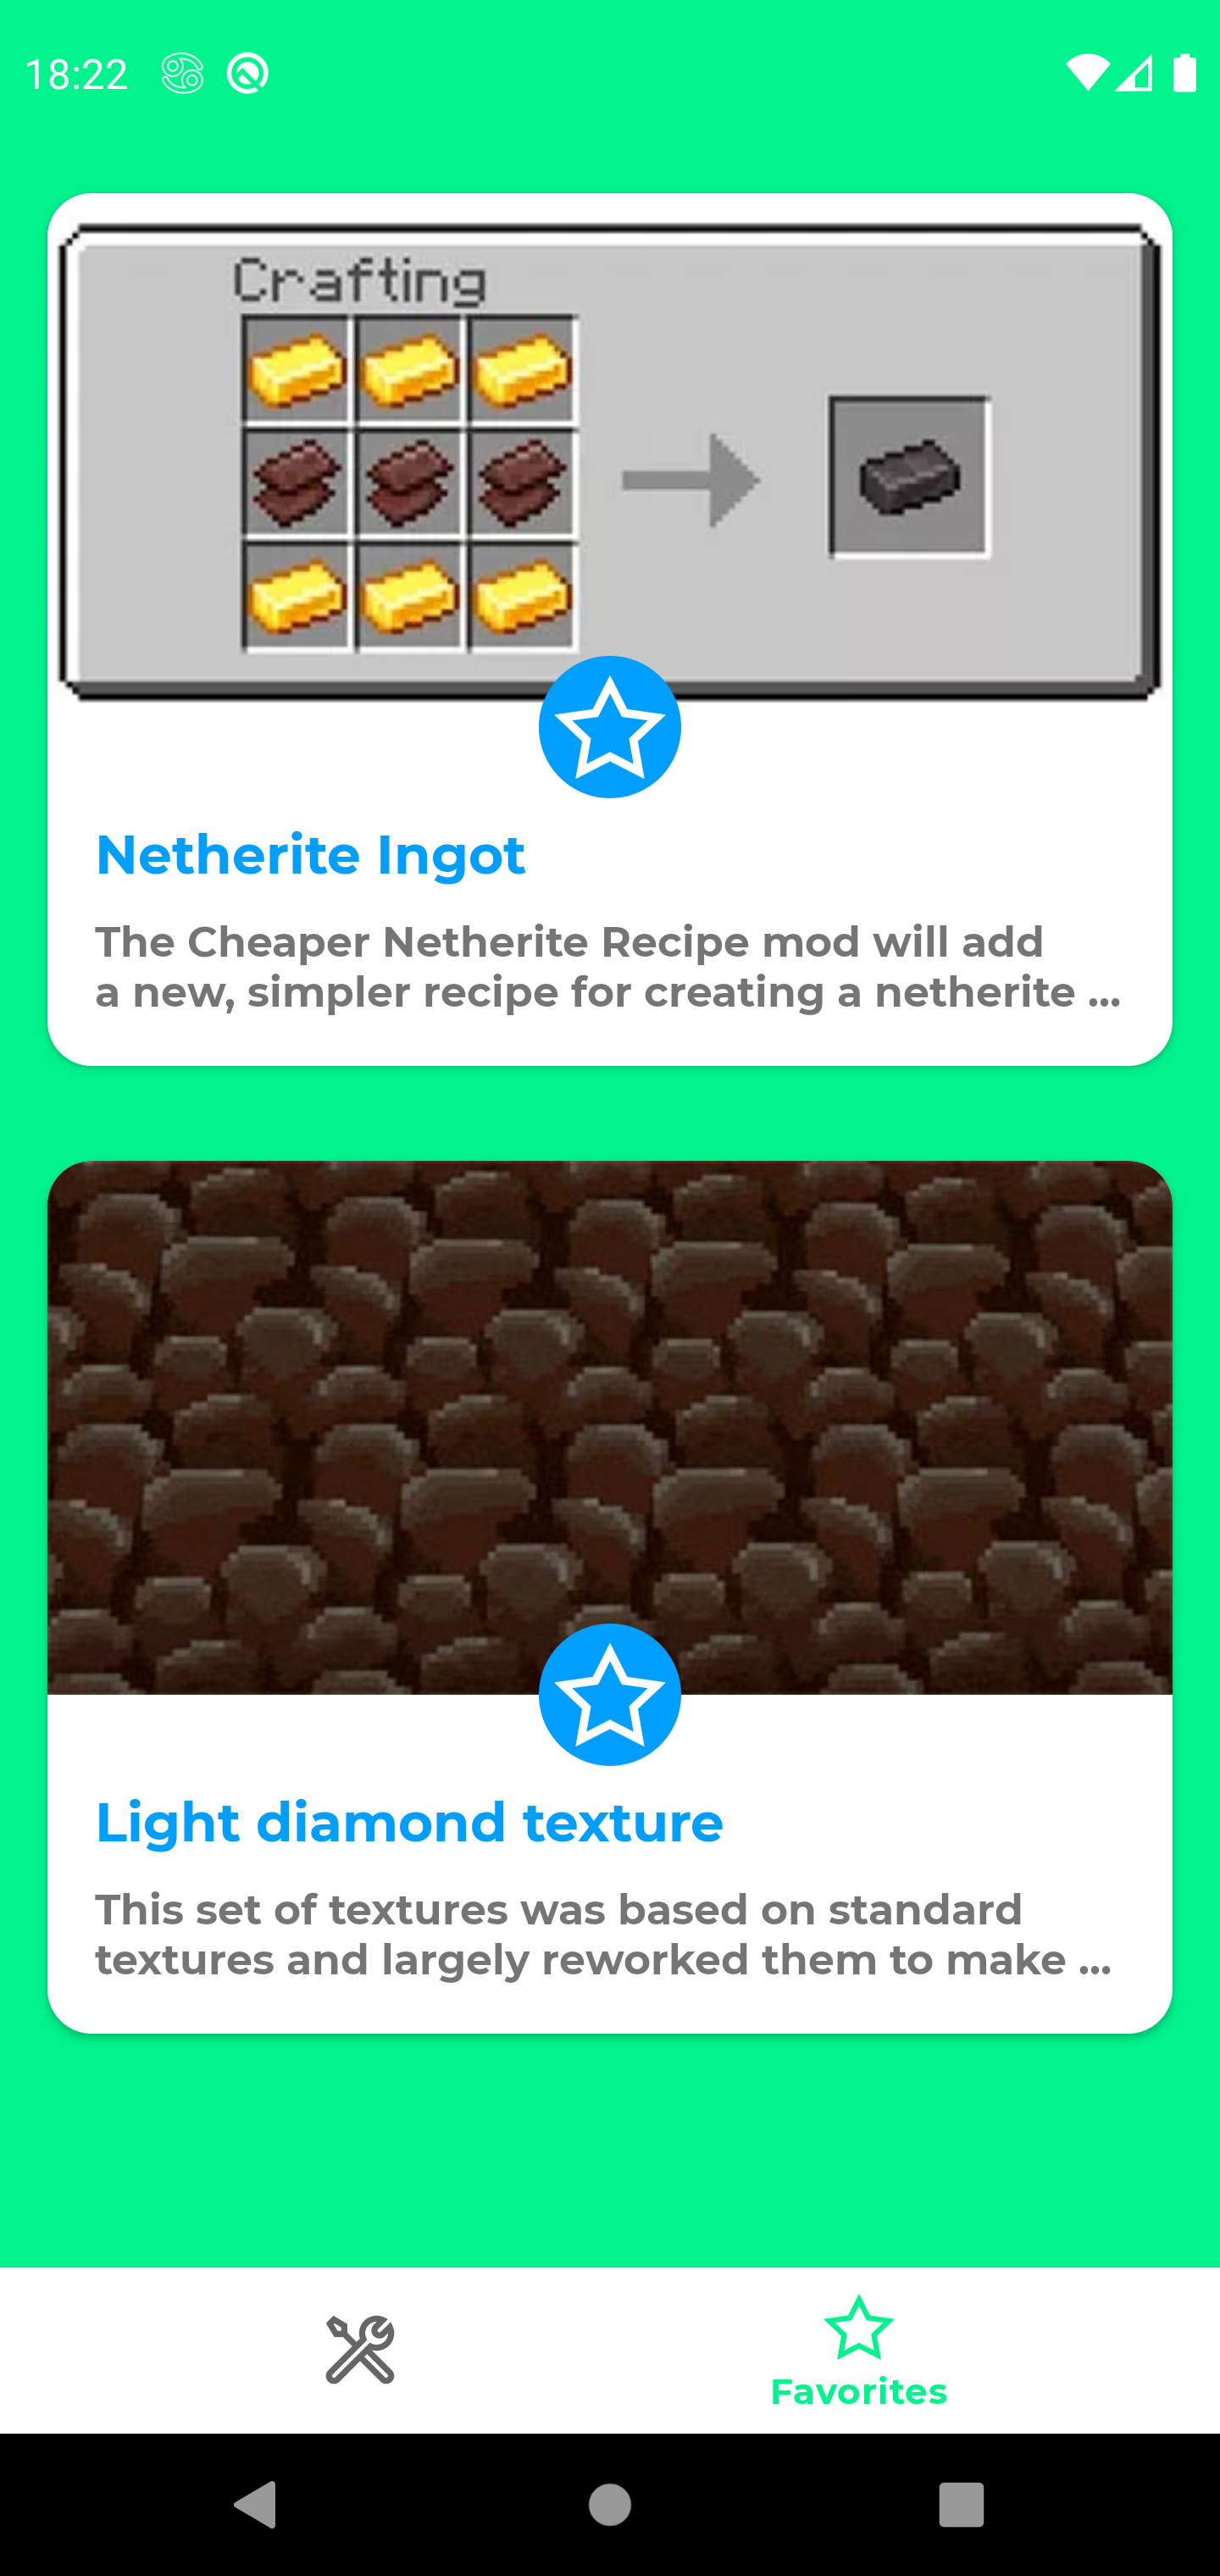 18:22
Crafting
Netherite Ingot
The Cheaper Netherite Recipe mod will add
a new, simpler recipe for creating a netherite ...
Light diamond texture
This set of textures was based on standard
textures and largely reworked them to make ...
Favorites